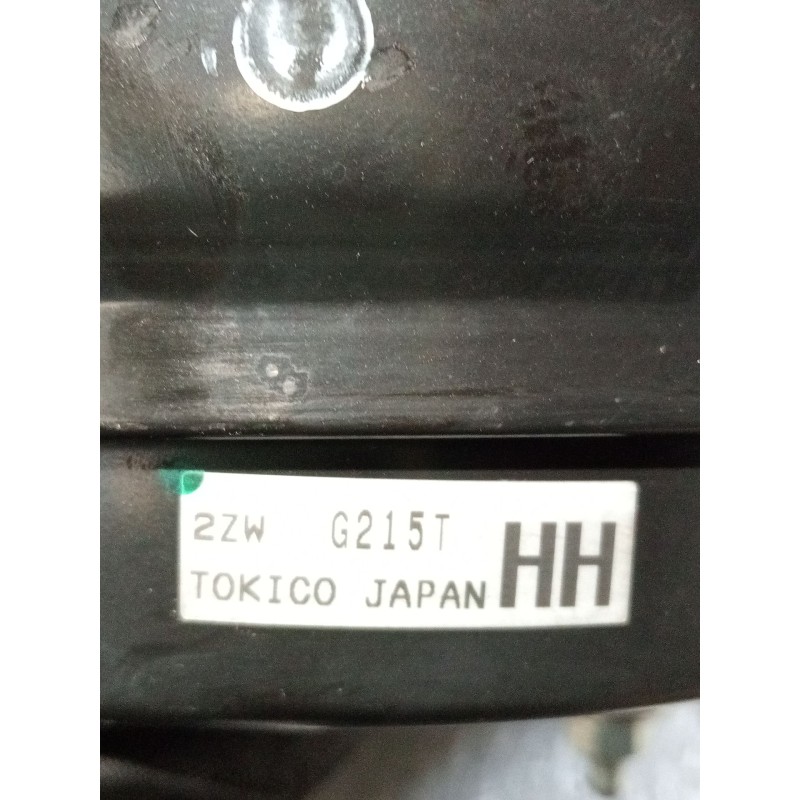 2ZW G215T HH
TOKICO JAPAN